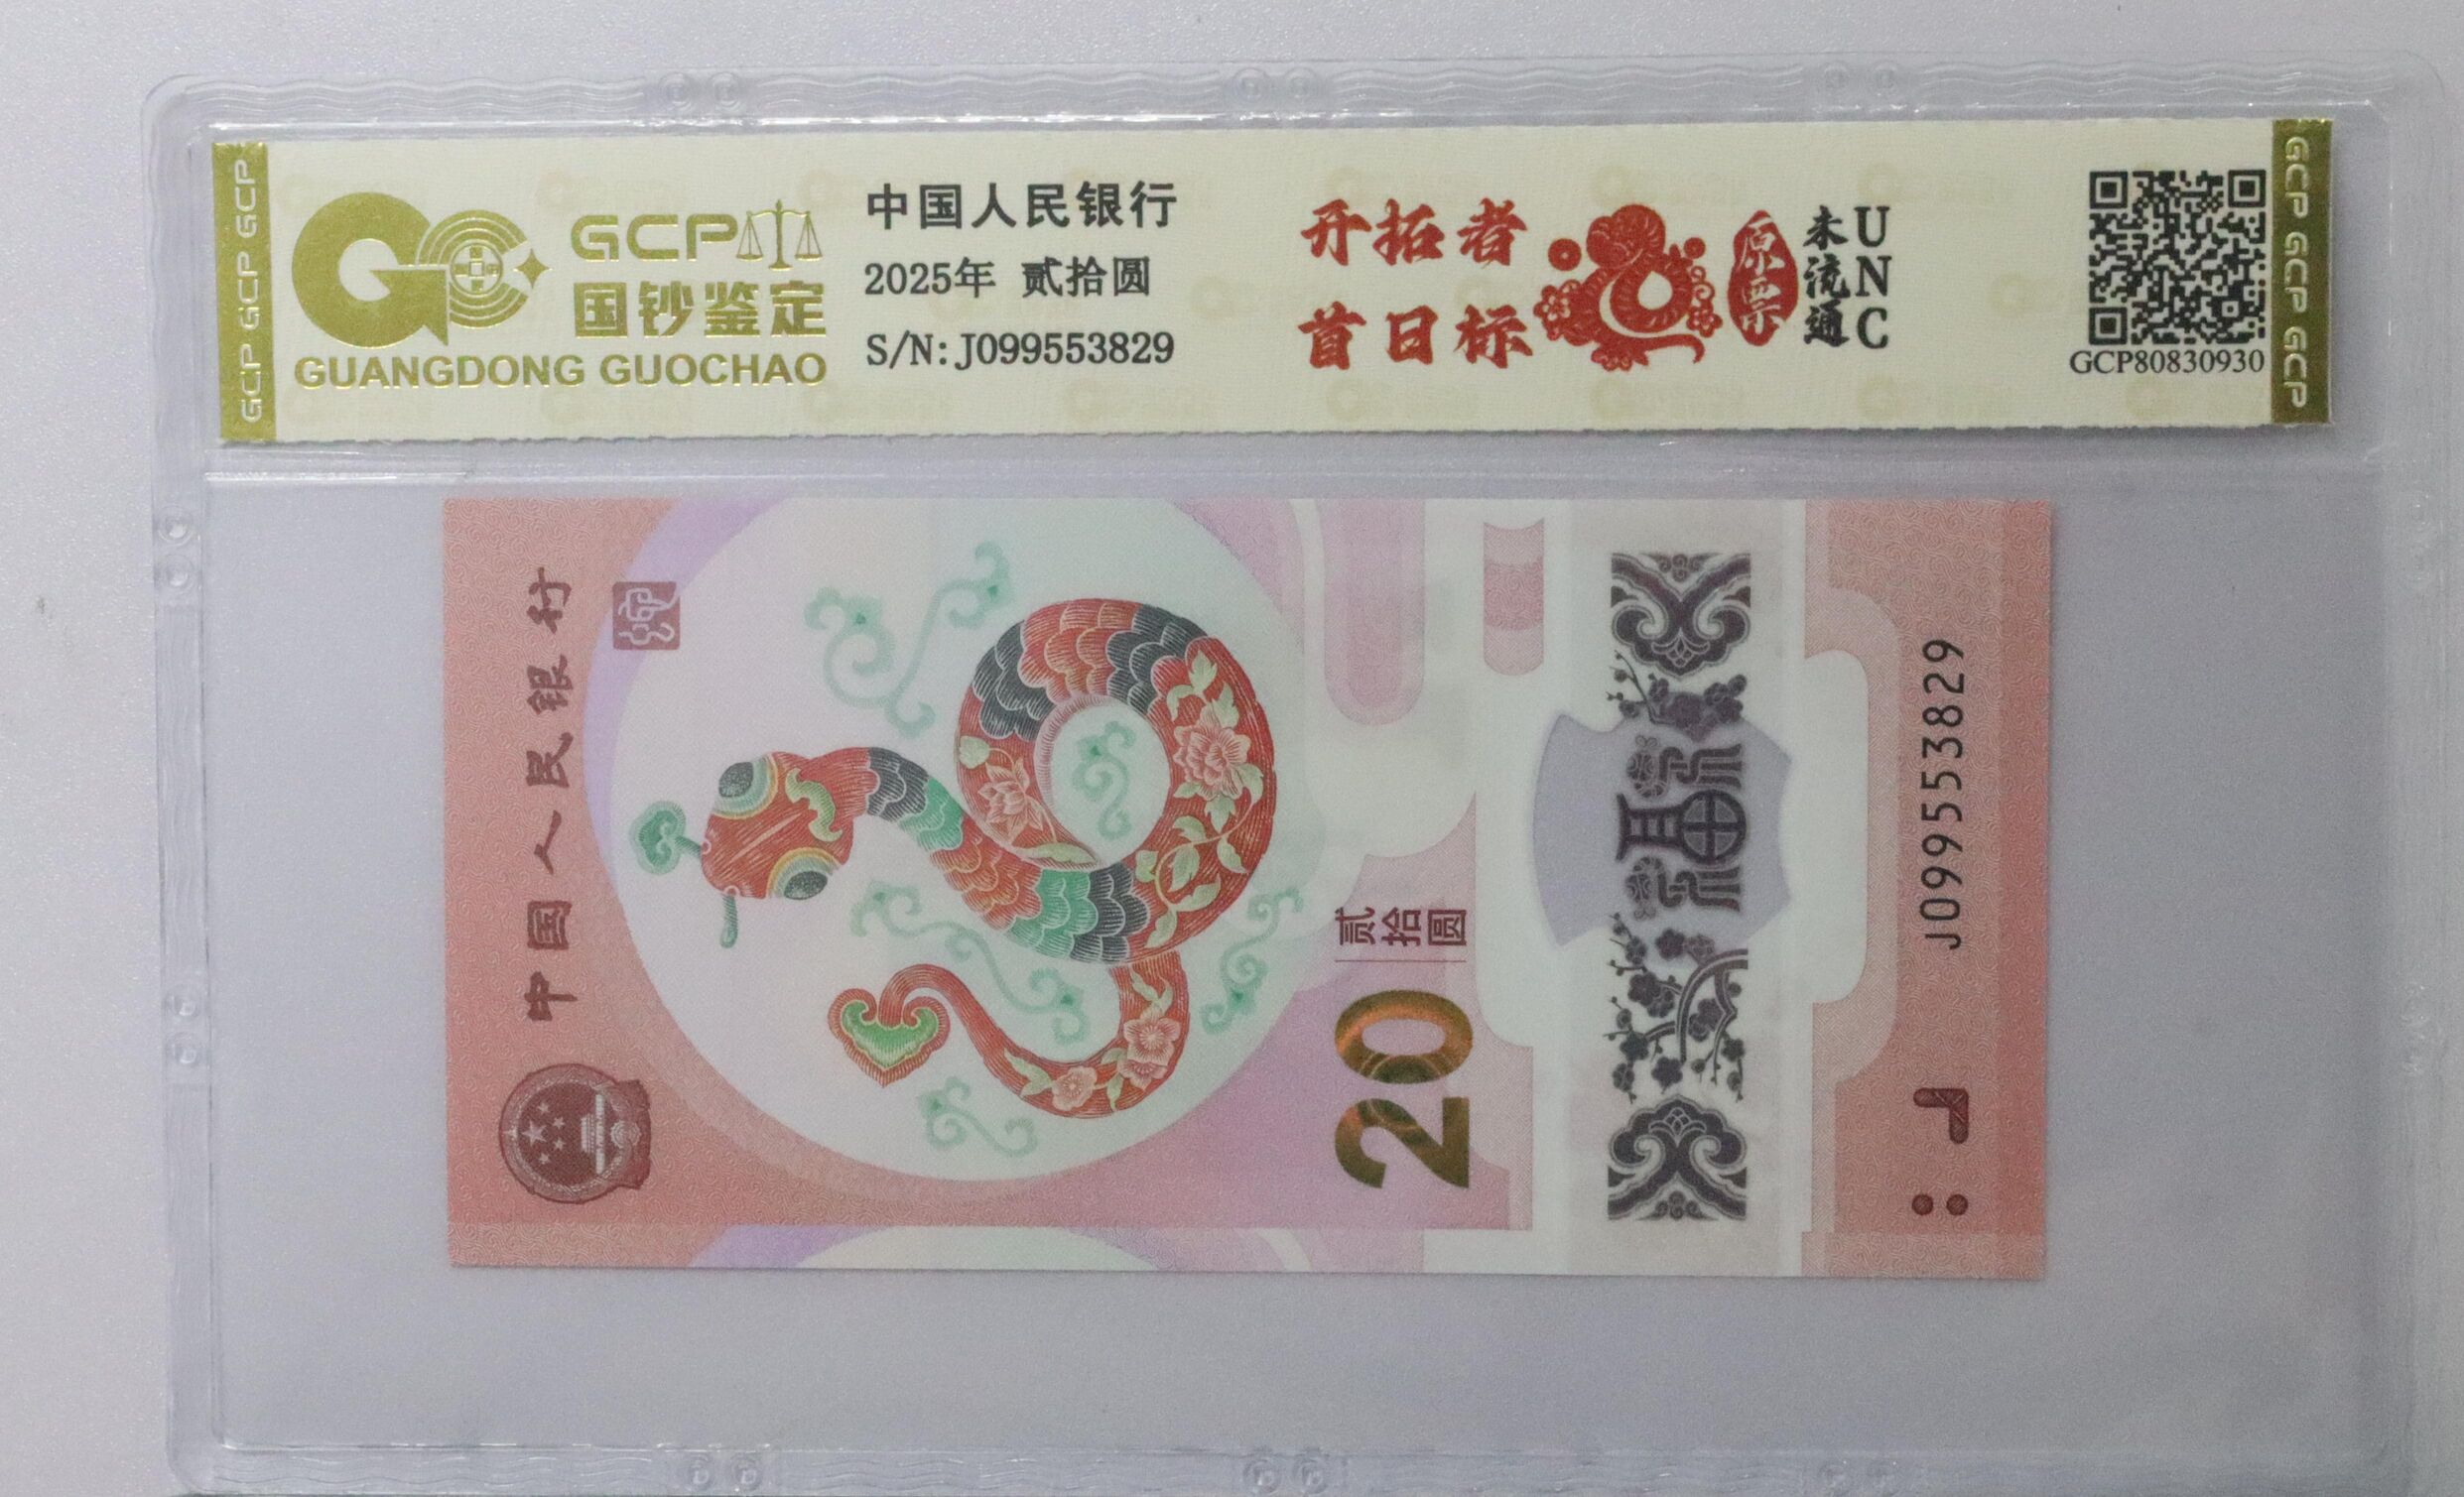 GCP GCP GCP
GCP
国钞鉴定
GUANGDONG GUOCHAO
中国人民银行
2025年 贰拾圆
S/N: J099553829
开拓者
首日标
原票
未流通
UNC
GCP80830930
GCP GCP GCP
中国人民银行
贰拾圆
20
J099553829